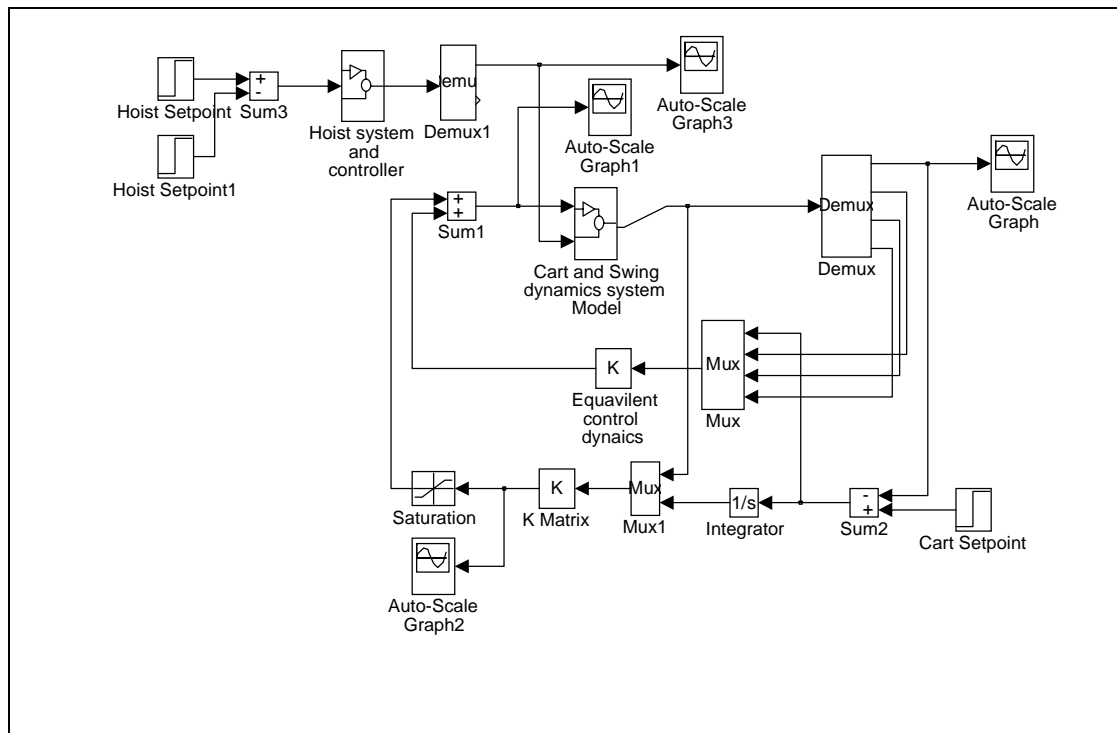 +
-
Hoist Setpoint
Sum3
Hoist Setpoint1
Hoist system
and
controller
Demu
Demux1
Auto-Scale
Graph3
Auto-Scale
Graph1
+
+
Sum1
Cart and Swing
dynamics system
Model
Demux
Demux
Auto-Scale
Graph
K
Equavilent
control
dynaics
Mux
Mux
Saturation
K
K Matrix
Mux
Mux1
1/s
Integrator
-
+
Sum2
Cart Setpoint
Auto-Scale
Graph2